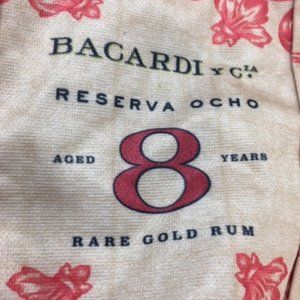 BACARDI Y CIA
RESERVA OCHO
AGED 8 YEARS
RARE GOLD RUM